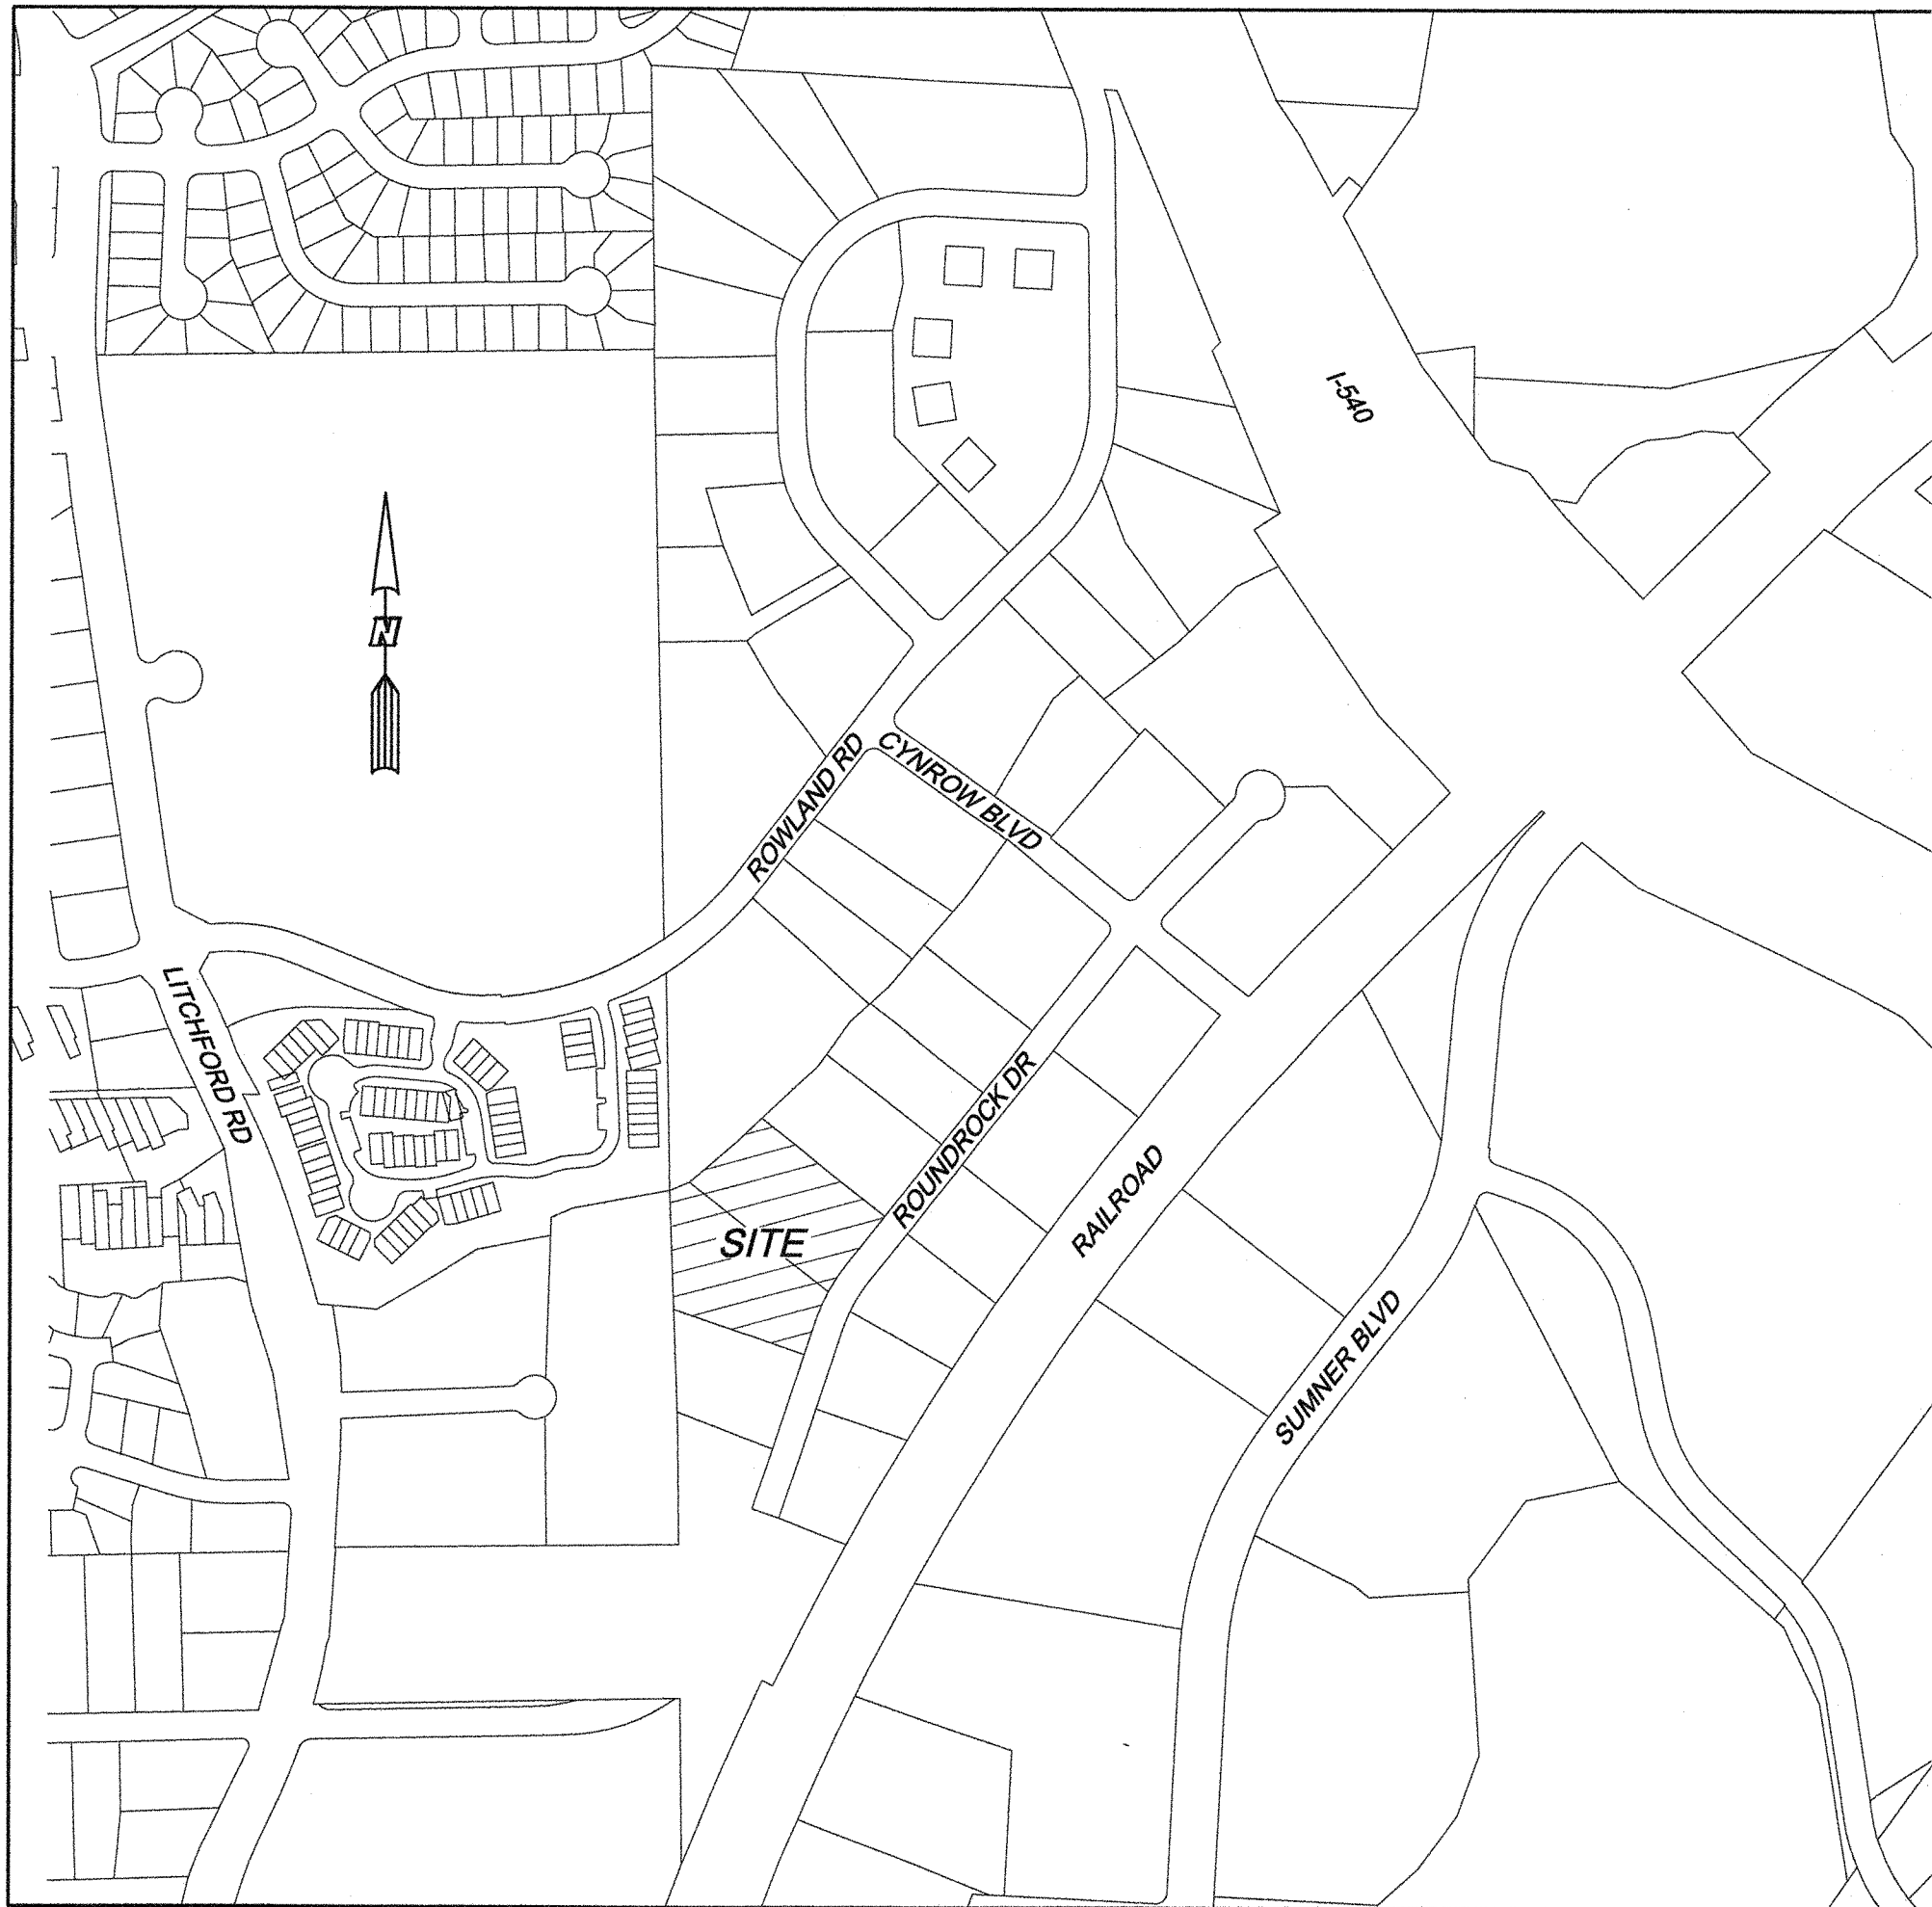 I-540
N
ROWLAND RD
CYNROW BLVD
LITCHFORD RD
ROUNDROCK DR
RAILROAD
SITE
SUMNER BLVD